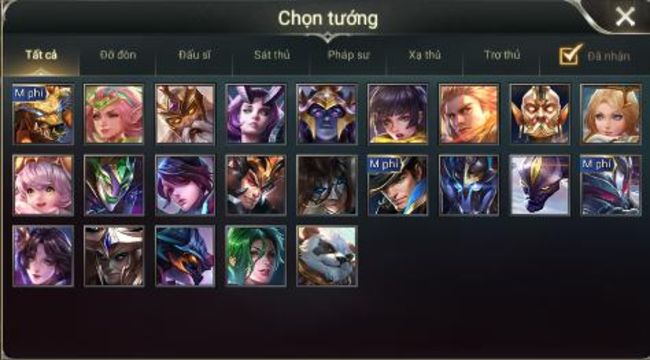 Chọn tướng
Tất cả Đỡ đòn Đấu sĩ Sát thủ Pháp sư Xạ thủ Trợ thủ Đã nhận
M phí
M phí M phí